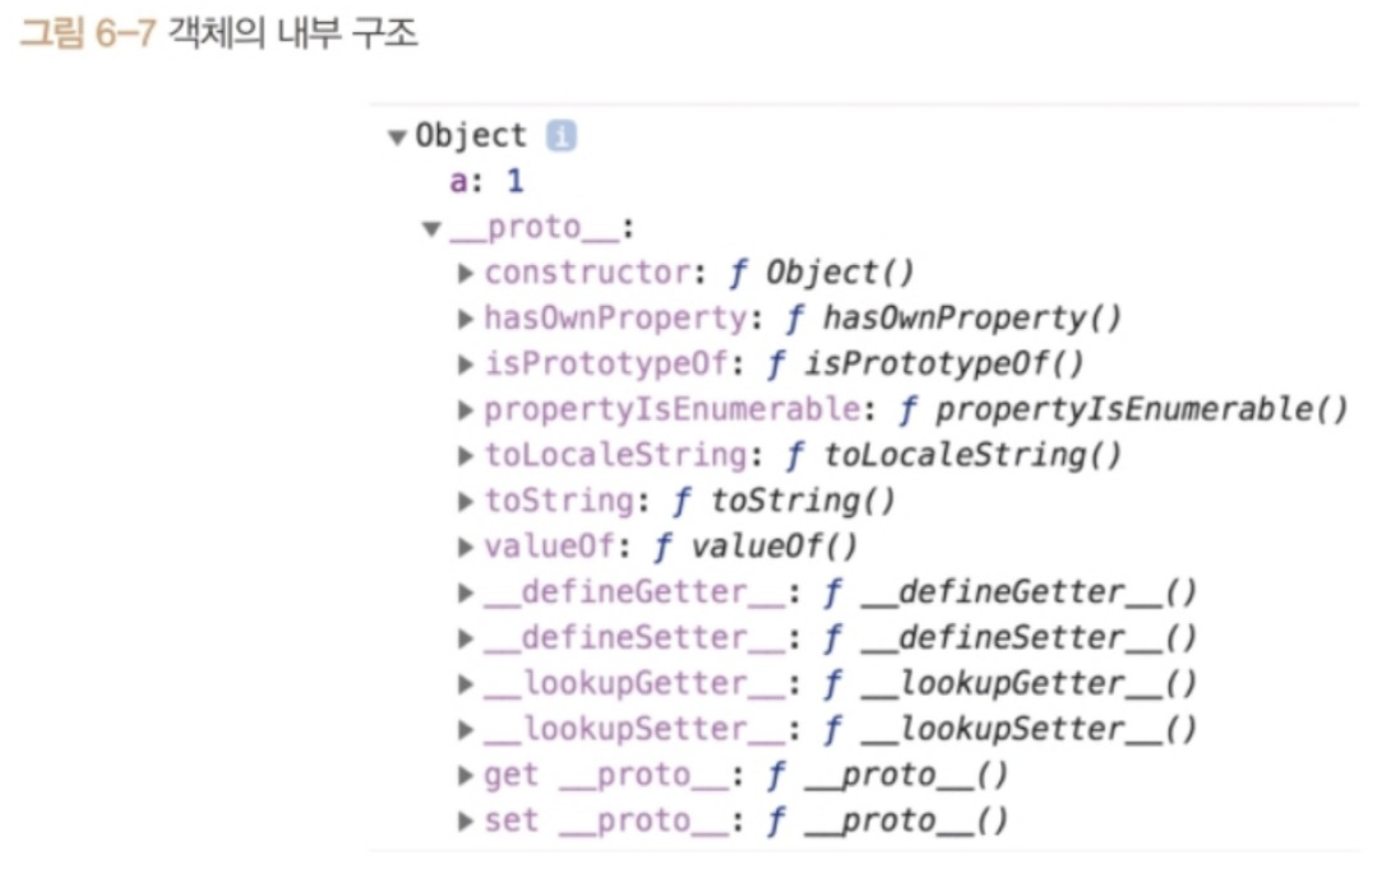 그림 6-7 객체의 내부 구조
▼ Object i
a: 1
▼ __proto__:
▶ constructor: ƒ Object()
▶ hasOwnProperty: ƒ hasOwnProperty()
▶ isPrototypeOf: ƒ isPrototypeOf()
▶ propertyIsEnumerable: ƒ propertyIsEnumerable()
▶ toLocaleString: ƒ toLocaleString()
▶ toString: ƒ toString()
▶ valueOf: ƒ valueOf()
▶ __defineGetter__: ƒ __defineGetter__()
▶ __defineSetter__: ƒ __defineSetter__()
▶ __lookupGetter__: ƒ __lookupGetter__()
▶ __lookupSetter__: ƒ __lookupSetter__()
▶ get __proto__: ƒ __proto__()
▶ set __proto__: ƒ __proto__()